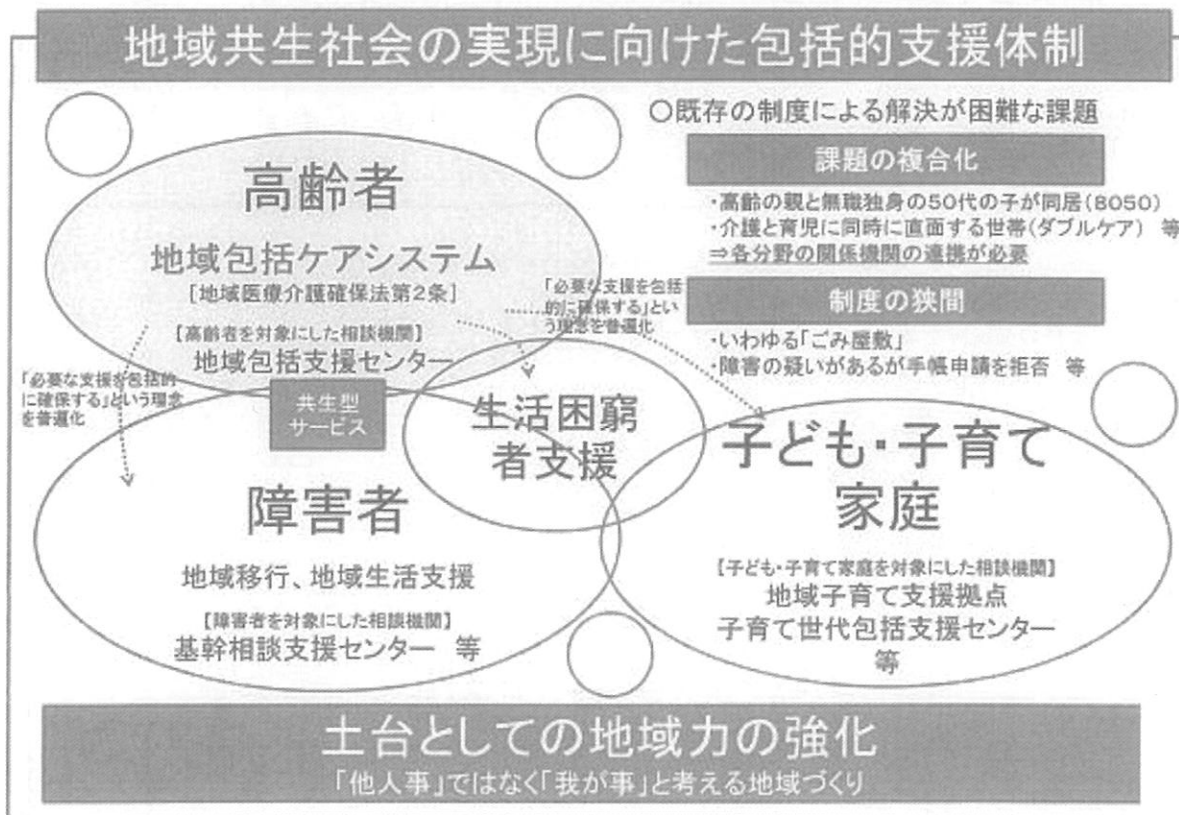 地域共生社会の実現に向けた包括的支援体制
〇既存の制度による解決が困難な課題
課題の複合化
・高齢の親と無職独身の50代の子が同居(8050)
・介護と育児に同時に直面する世帯(ダブルケア) 等
⇒各分野の関係機関の連携が必要
制度の狭間
・いわゆる「ごみ屋敷」
・障害の疑いがあるが手帳申請を拒否 等
高齢者
地域包括ケアシステム
[地域医療介護確保法第2条]
【高齢者を対象にした相談機関】
地域包括支援センター
「必要な支援を包括
的に確保する」とい
う理念を普遍化
「必要な支援を包括的
に確保する」という理念
を普遍化
共生型
サービス
生活困窮
者支援
障害者
地域移行、地域生活支援
【障害者を対象にした相談機関】
基幹相談支援センター 等
子ども・子育て
家庭
【子ども・子育て家庭を対象にした相談機関】
地域子育て支援拠点
子育て世代包括支援センター
等
土台としての地域力の強化
「他人事」ではなく「我が事」と考える地域づくり